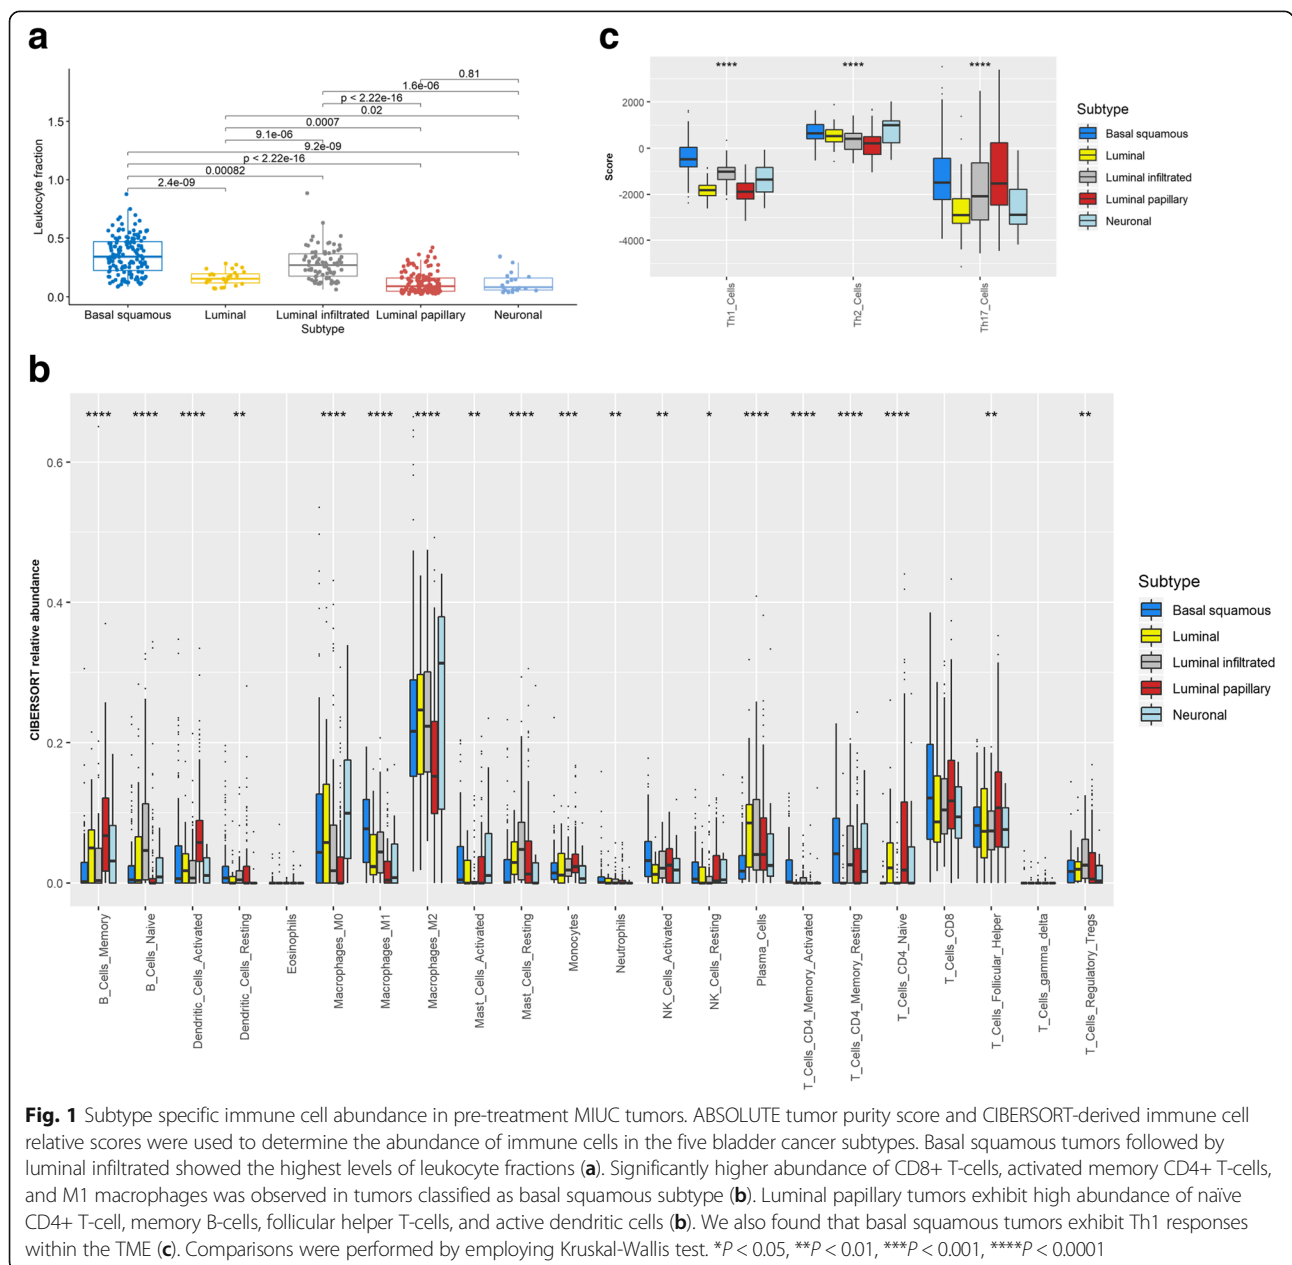 a
Leukocyte fraction
1.5
1.0
0.5
0.0
0.81
1.6e-06
p < 2.22e-16
0.02
0.0007
9.1e-06
9.2e-09
p < 2.22e-16
0.00082
2.4e-09
Basal squamous Luminal Luminal infiltrated Luminal papillary Neuronal
Subtype
c
Score
2000
0
-2000
-4000
**** **** ****
Th1_Cells
Th2_Cells
Th17_Cells
Subtype
Basal squamous
Luminal
Luminal infiltrated
Luminal papillary
Neuronal
b
CIBERSORT relative abundance
0.6
0.4
0.2
0.0
**** **** **** ** **** **** **** ** **** *** ** ** * **** **** **** **** ** **
B_Cells_Memory
B_Cells_Naive
Dendritic_Cells_Activated
Dendritic_Cells_Resting
Eosinophils
Macrophages_M0
Macrophages_M1
Macrophages_M2
Mast_Cells_Activated
Mast_Cells_Resting
Monocytes
Neutrophils
NK_Cells_Activated
NK_Cells_Resting
Plasma_Cells
T_Cells_CD4_Memory_Activated
T_Cells_CD4_Memory_Resting
T_Cells_CD4_Naive
T_Cells_CD8
T_Cells_Follicular_Helper
T_Cells_gamma_delta
T_Cells_Regulatory_Tregs
Subtype
Basal squamous
Luminal
Luminal infiltrated
Luminal papillary
Neuronal
Fig. 1 Subtype specific immune cell abundance in pre-treatment MIUC tumors. ABSOLUTE tumor purity score and CIBERSORT-derived immune cell
relative scores were used to determine the abundance of immune cells in the five bladder cancer subtypes. Basal squamous tumors followed by
luminal infiltrated showed the highest levels of leukocyte fractions (a). Significantly higher abundance of CD8+ T-cells, activated memory CD4+ T-cells,
and M1 macrophages was observed in tumors classified as basal squamous subtype (b). Luminal papillary tumors exhibit high abundance of naïve
CD4+ T-cell, memory B-cells, follicular helper T-cells, and active dendritic cells (b). We also found that basal squamous tumors exhibit Th1 responses
within the TME (c). Comparisons were performed by employing Kruskal-Wallis test. *P < 0.05, **P < 0.01, ***P < 0.001, ****P < 0.0001